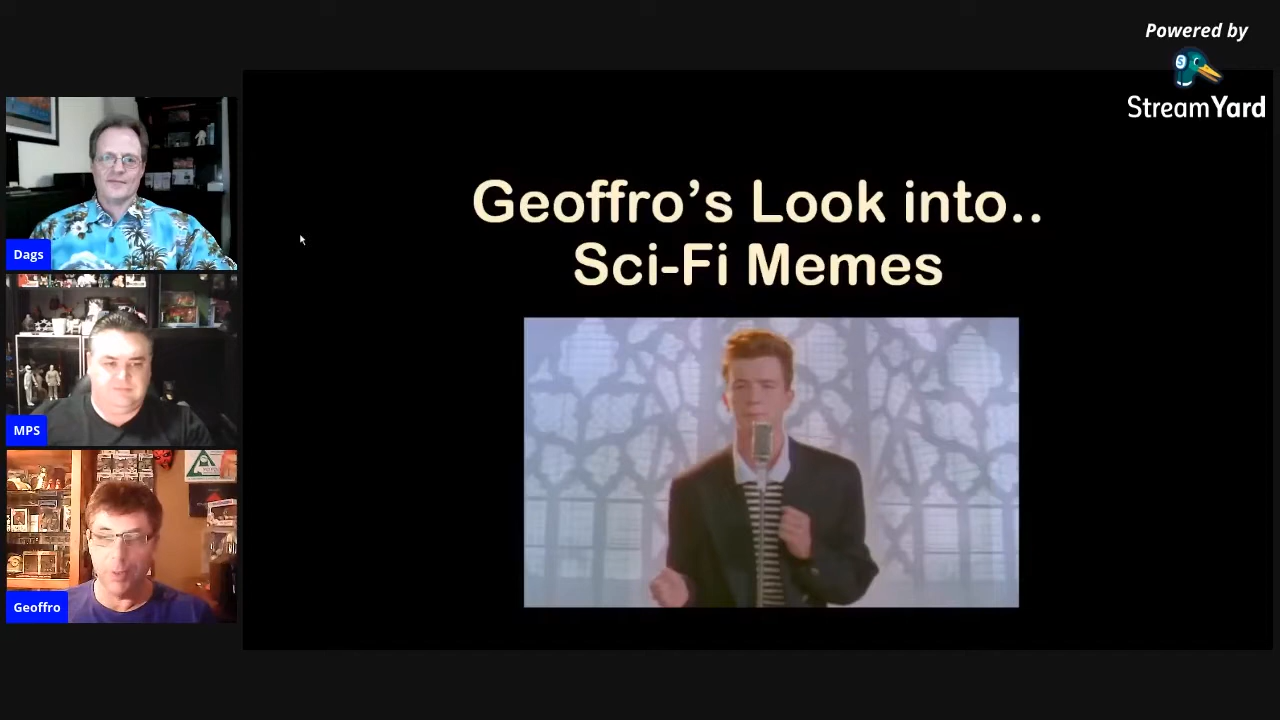 Powered by
StreamYard
Geoffro's Look into..
Sci-Fi Memes
Dags
MPS
Geoffro